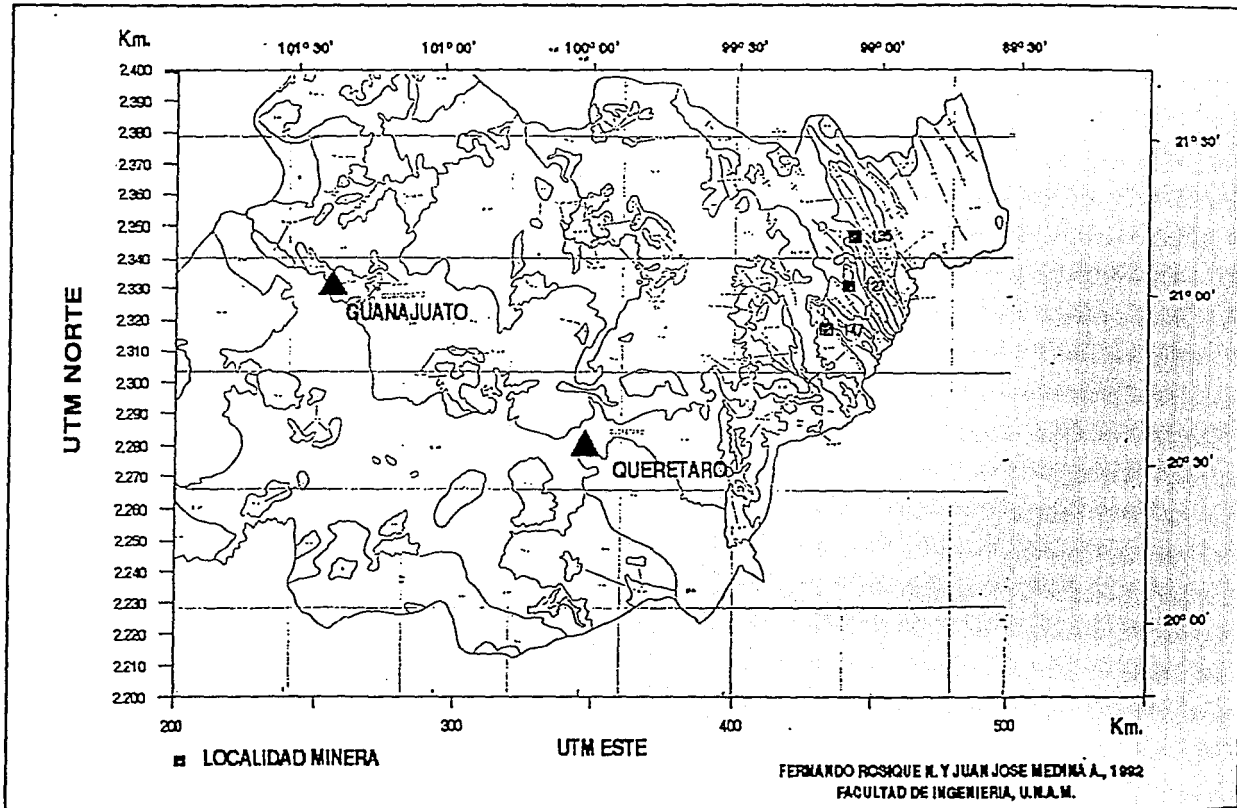 Km.
101° 30' 101° 00' 100° 00' 99° 30' 99° 00' 89° 30'
2.400
2.390
2.380
2.370
2.360
2.350
2.340
2.330
2.320
2.310
2.300
2.290
2.280
2.270
2.260
2.250
2.240
2.230
2.220
2.210
2.200
UTM NORTE
21° 30'
21° 00'
20° 30'
20° 00'
135
GUANAJUATO
147
QUERETARO
200 300 400 500 Km.
UTM ESTE
LOCALIDAD MINERA
FERNANDO ROSIQUE N. Y JUAN JOSE MEDINA A., 1992
FACULTAD DE INGENIERIA, U.N.A.M.